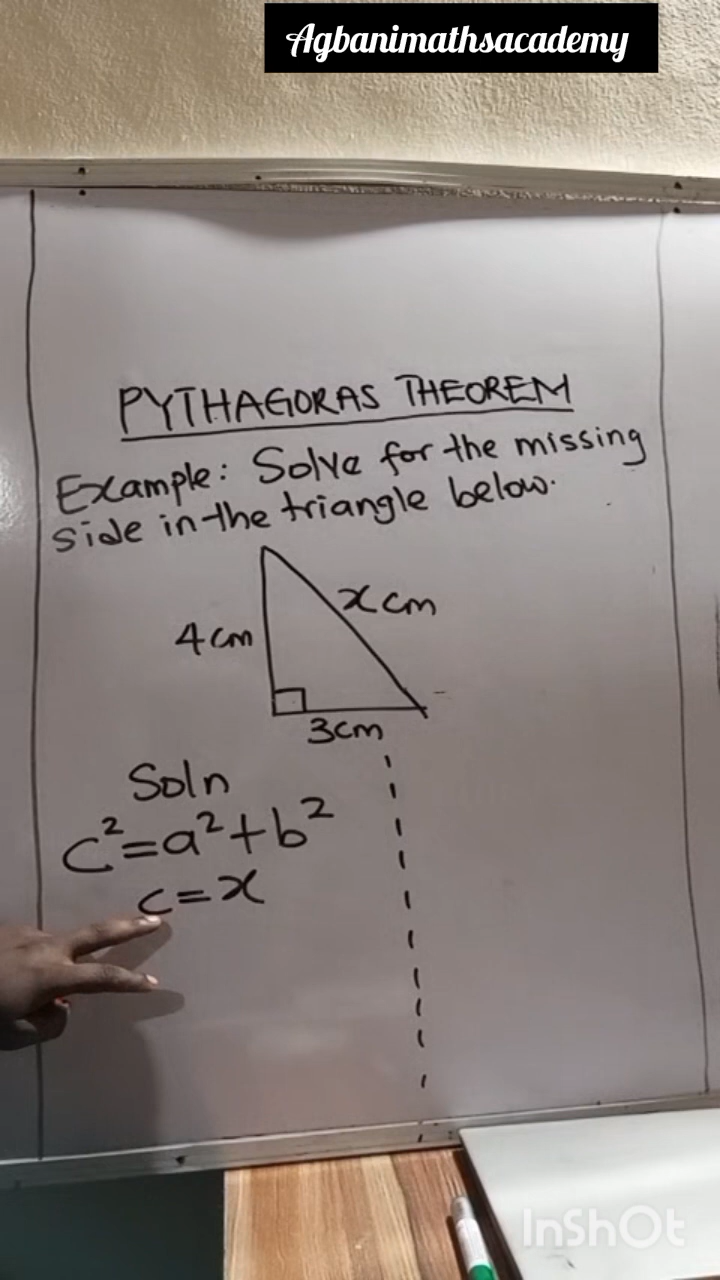 Agbanimathsacademy
PYTHAGORAS THEOREM
Example: Solve for the missing
side in the triangle below.
x cm
4cm
3cm
Soln
c²=a²+b²
c=x
InShOt